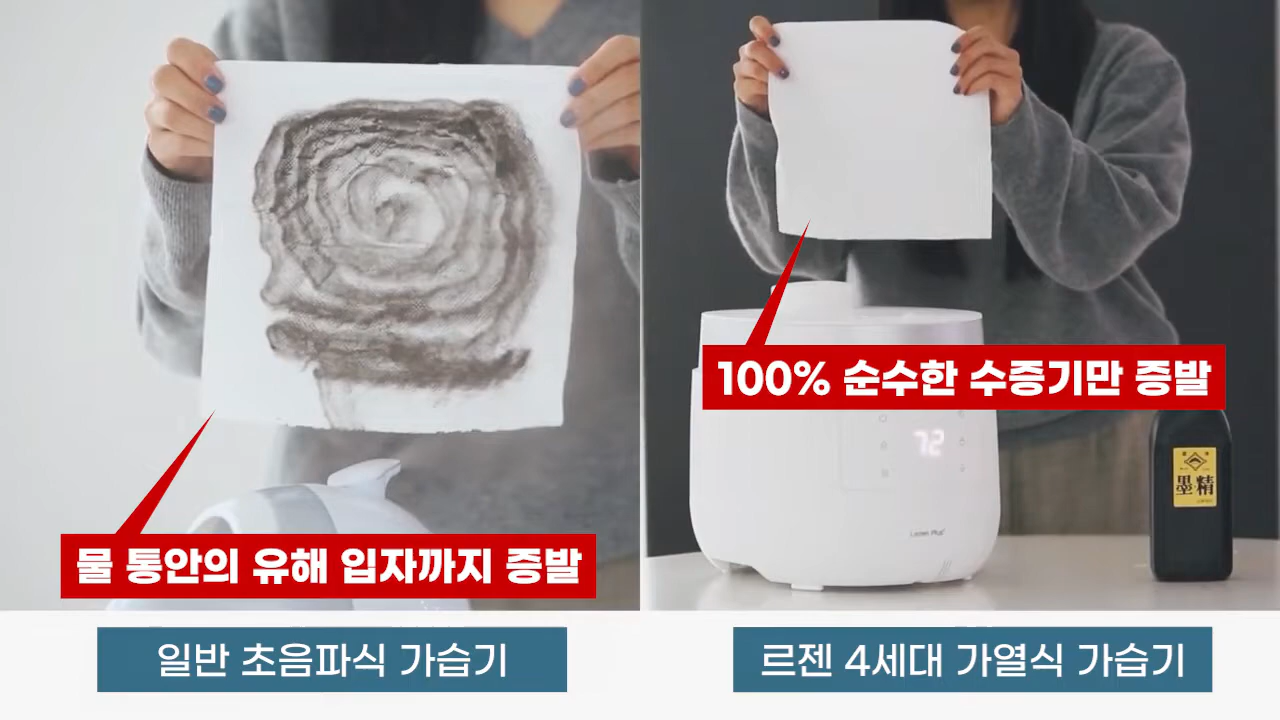 100% 순수한 수증기만 증발
72
墨精
물 통안의 유해 입자까지 증발
일반 초음파식 가습기
르젠 4세대 가열식 가습기